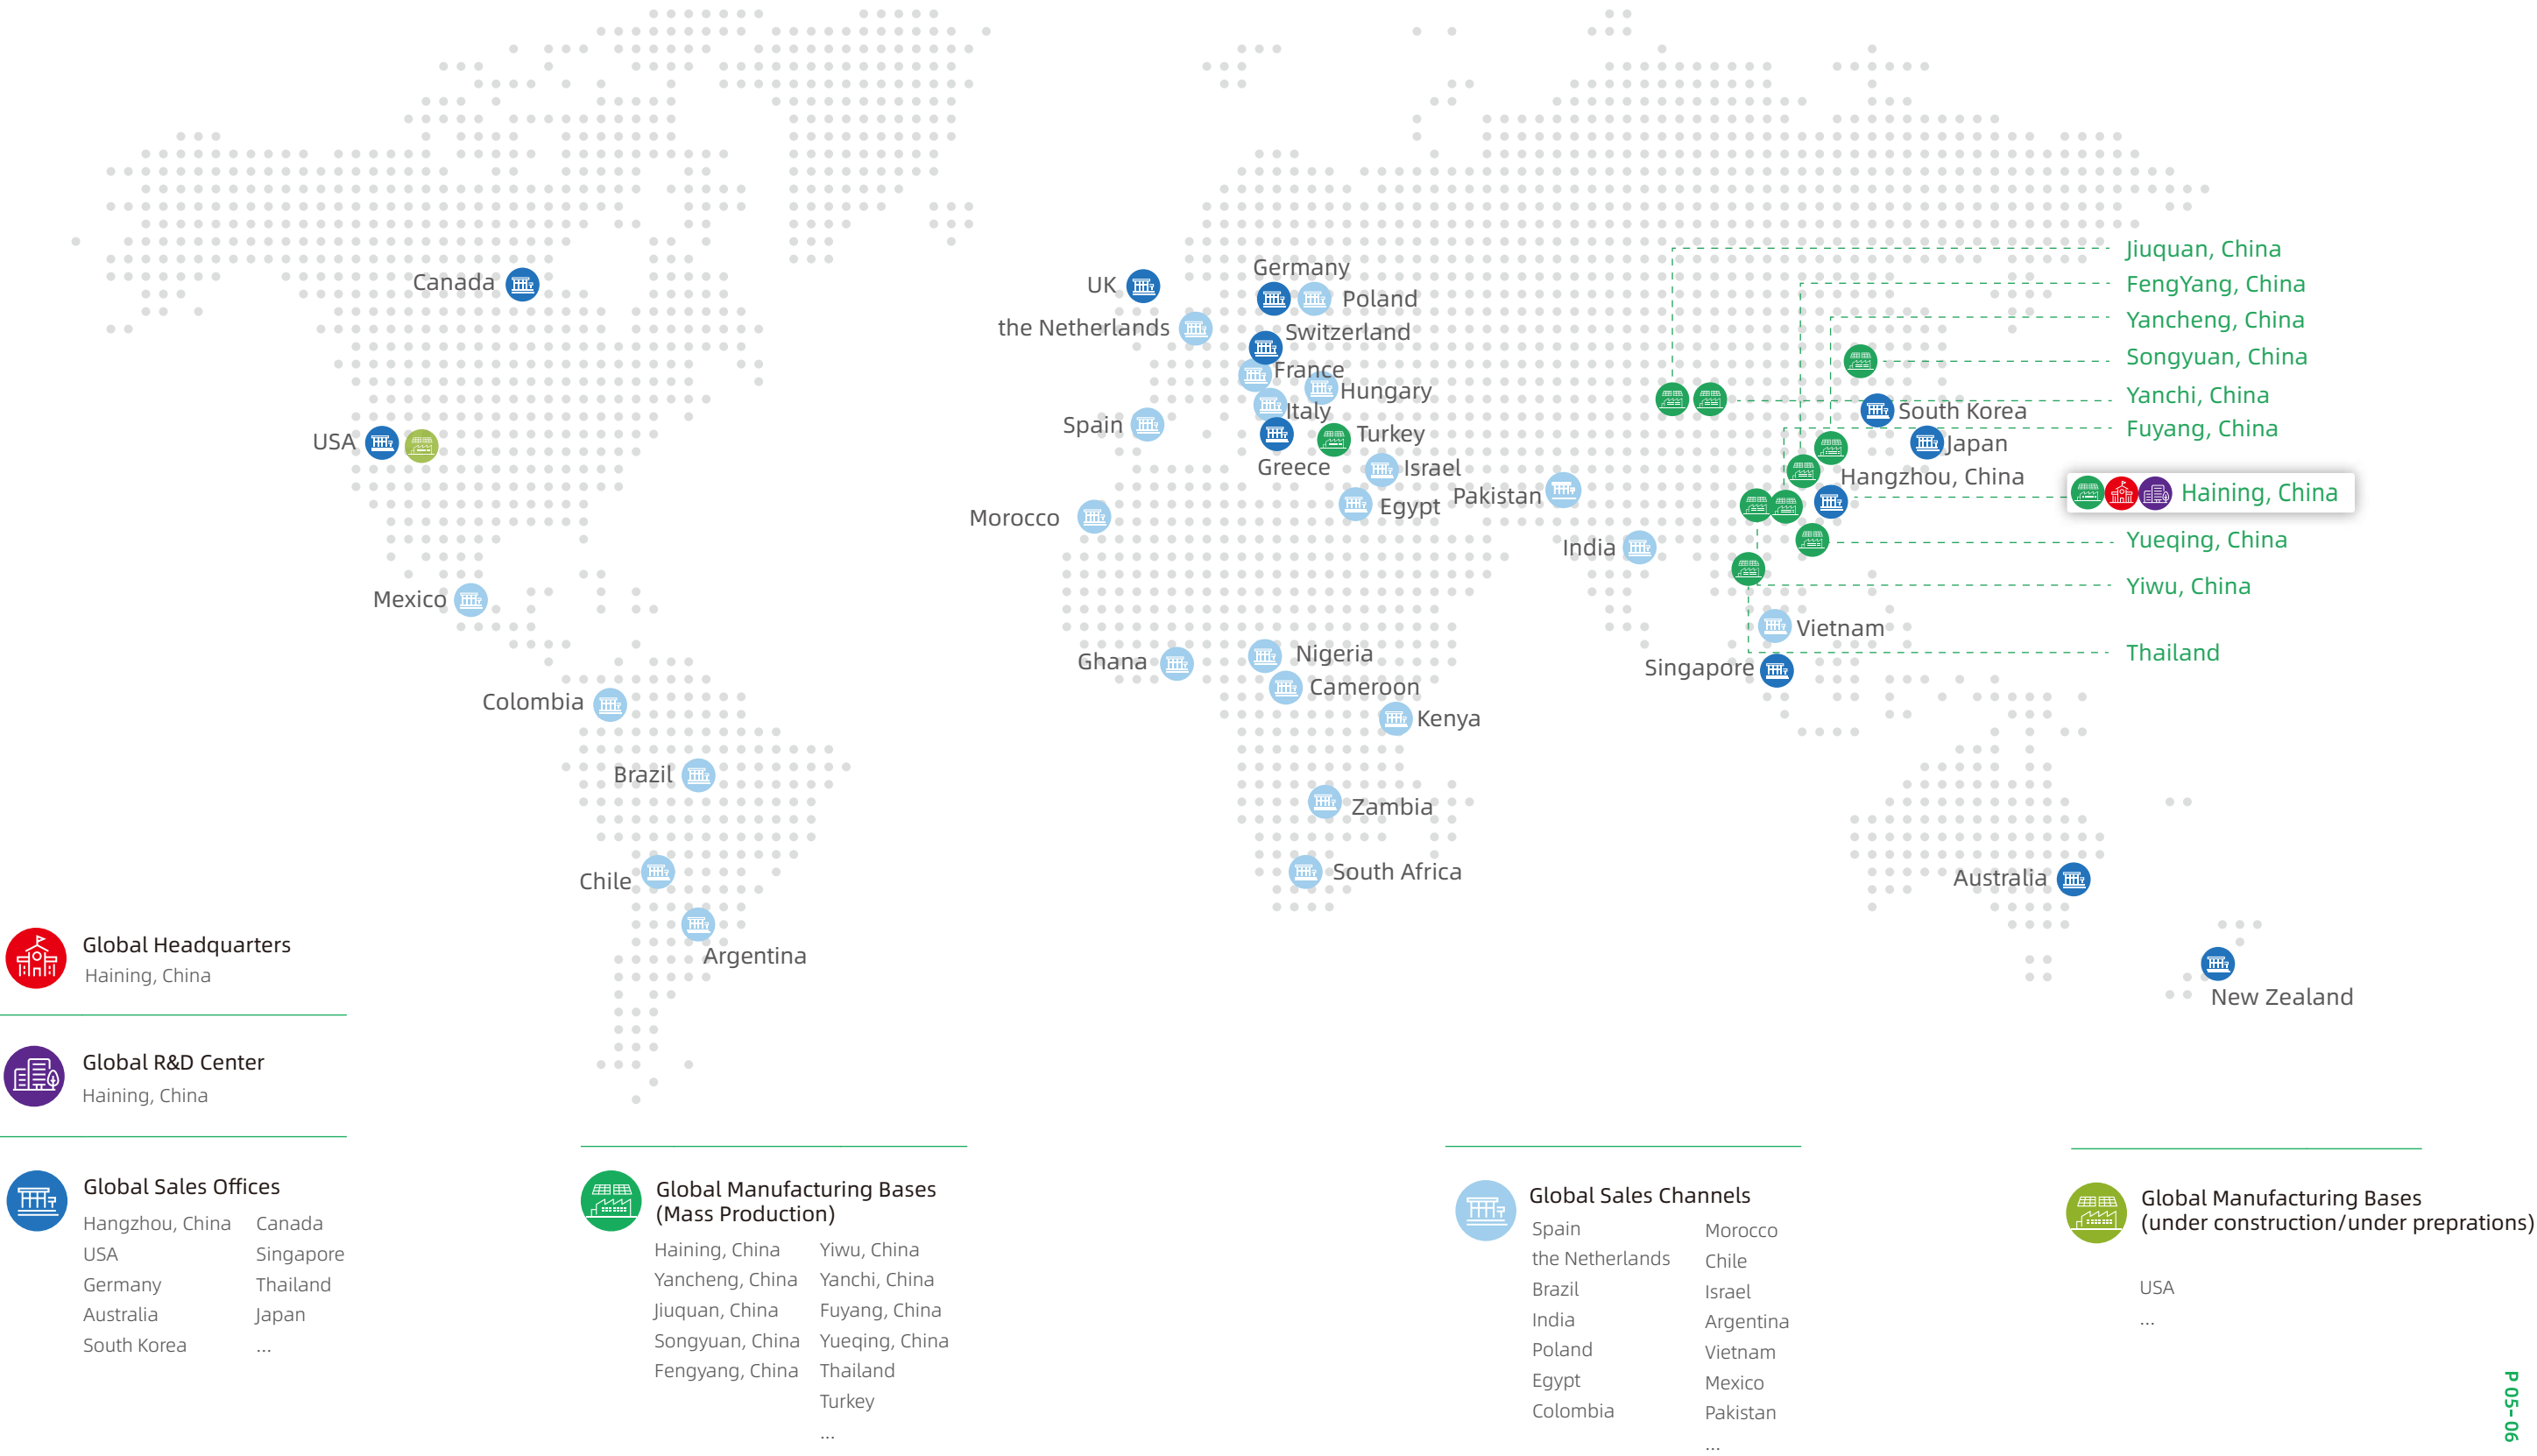 Canada
USA
Mexico
Colombia
Brazil
Chile
Argentina
UK
the Netherlands
Germany
Poland
Switzerland
France
Hungary
Italy
Spain
Turkey
Greece
Israel
Egypt
Pakistan
Morocco
India
Ghana
Nigeria
Cameroon
Kenya
Zambia
South Africa
South Korea
Japan
Hangzhou, China
Vietnam
Singapore
Australia
New Zealand
Jiuquan, China
FengYang, China
Yancheng, China
Songyuan, China
Yanchi, China
Fuyang, China
Haining, China
Yueqing, China
Yiwu, China
Thailand
Global Headquarters
Haining, China
Global R&D Center
Haining, China
Global Sales Offices
Hangzhou, China
USA
Germany
Australia
South Korea
Canada
Singapore
Thailand
Japan
...
Global Manufacturing Bases
(Mass Production)
Haining, China
Yancheng, China
Jiuquan, China
Songyuan, China
Fengyang, China
Yiwu, China
Yanchi, China
Fuyang, China
Yueqing, China
Thailand
Turkey
...
Global Sales Channels
Spain
the Netherlands
Brazil
India
Poland
Egypt
Colombia
Morocco
Chile
Israel
Argentina
Vietnam
Mexico
Pakistan
...
Global Manufacturing Bases
(under construction/under preprations)
USA
...
P 05-06